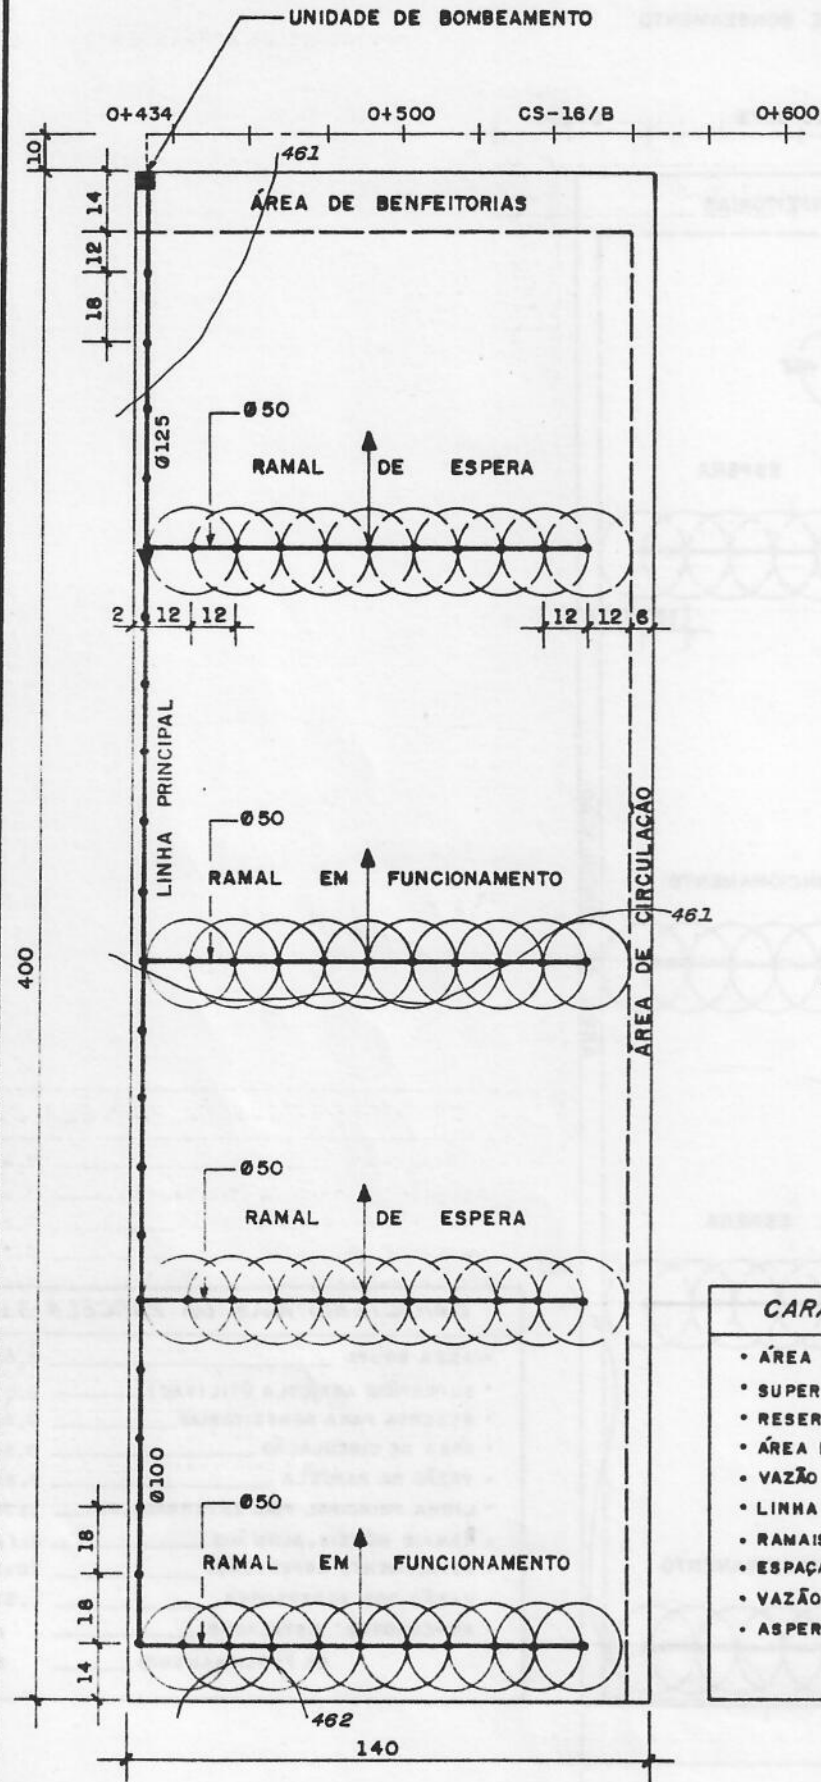 UNIDADE DE BOMBEAMENTO
0+434 0+500 CS-16/B 0+600
10
461
14
ÁREA DE BENFEITORIAS
12
18
Ø50
Ø125
RAMAL DE ESPERA
2 12 12 12 12 6
LINHA PRINCIPAL
Ø50
ÁREA DE CIRCULAÇÃO
RAMAL EM FUNCIONAMENTO
461
400
Ø50
RAMAL DE ESPERA
CARA
• ÁREA
• SUPER
• RESER
• ÁREA
• VAZÃO
• LINHA
• RAMAIS
• ESPAÇA
• VAZÃO
• ASPER
Ø100
Ø50
18
RAMAL EM FUNCIONAMENTO
18
14
462
140